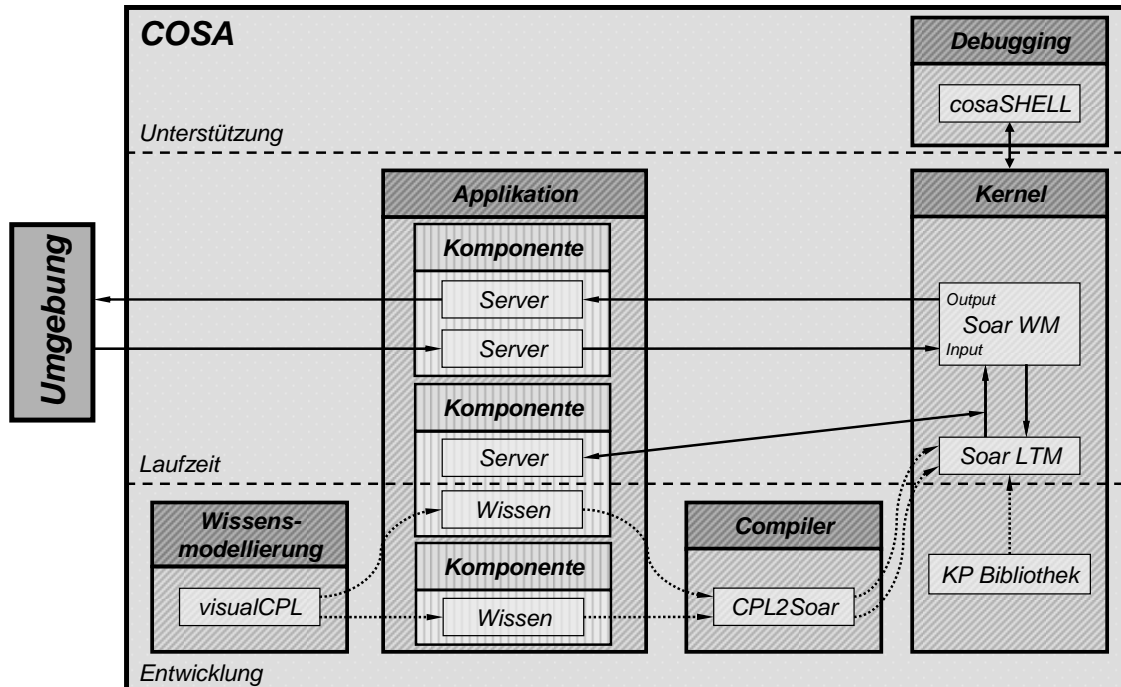 COSA
Debugging
cosaSHELL
Unterstützung
Applikation
Kernel
Umgebung
Komponente
Server
Server
Output
Soar WM
Input
Komponente
Server
Soar LTM
Laufzeit
Wissens-
modellierung
Wissen
Compiler
Komponente
visualCPL
Wissen
CPL2Soar
KP Bibliothek
Entwicklung